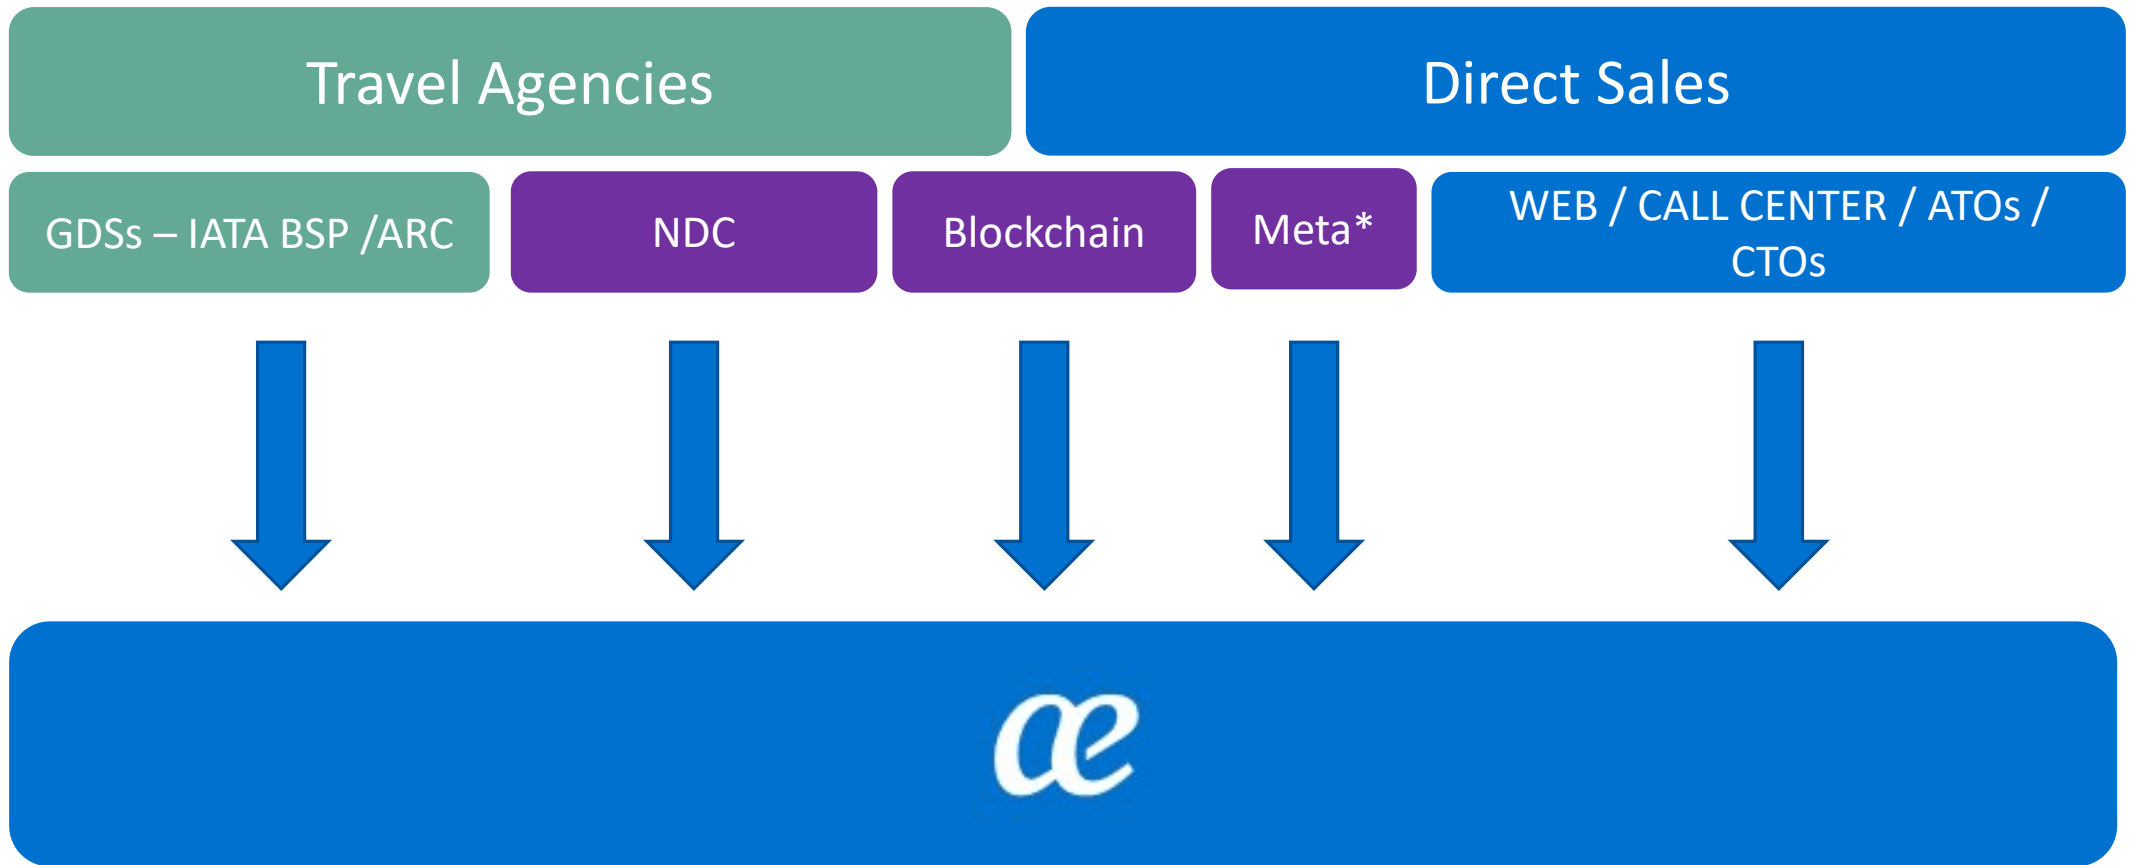 Travel Agencies
Direct Sales
GDSs – IATA BSP /ARC
NDC
Blockchain
Meta*
WEB / CALL CENTER / ATOs /
CTOs
æ